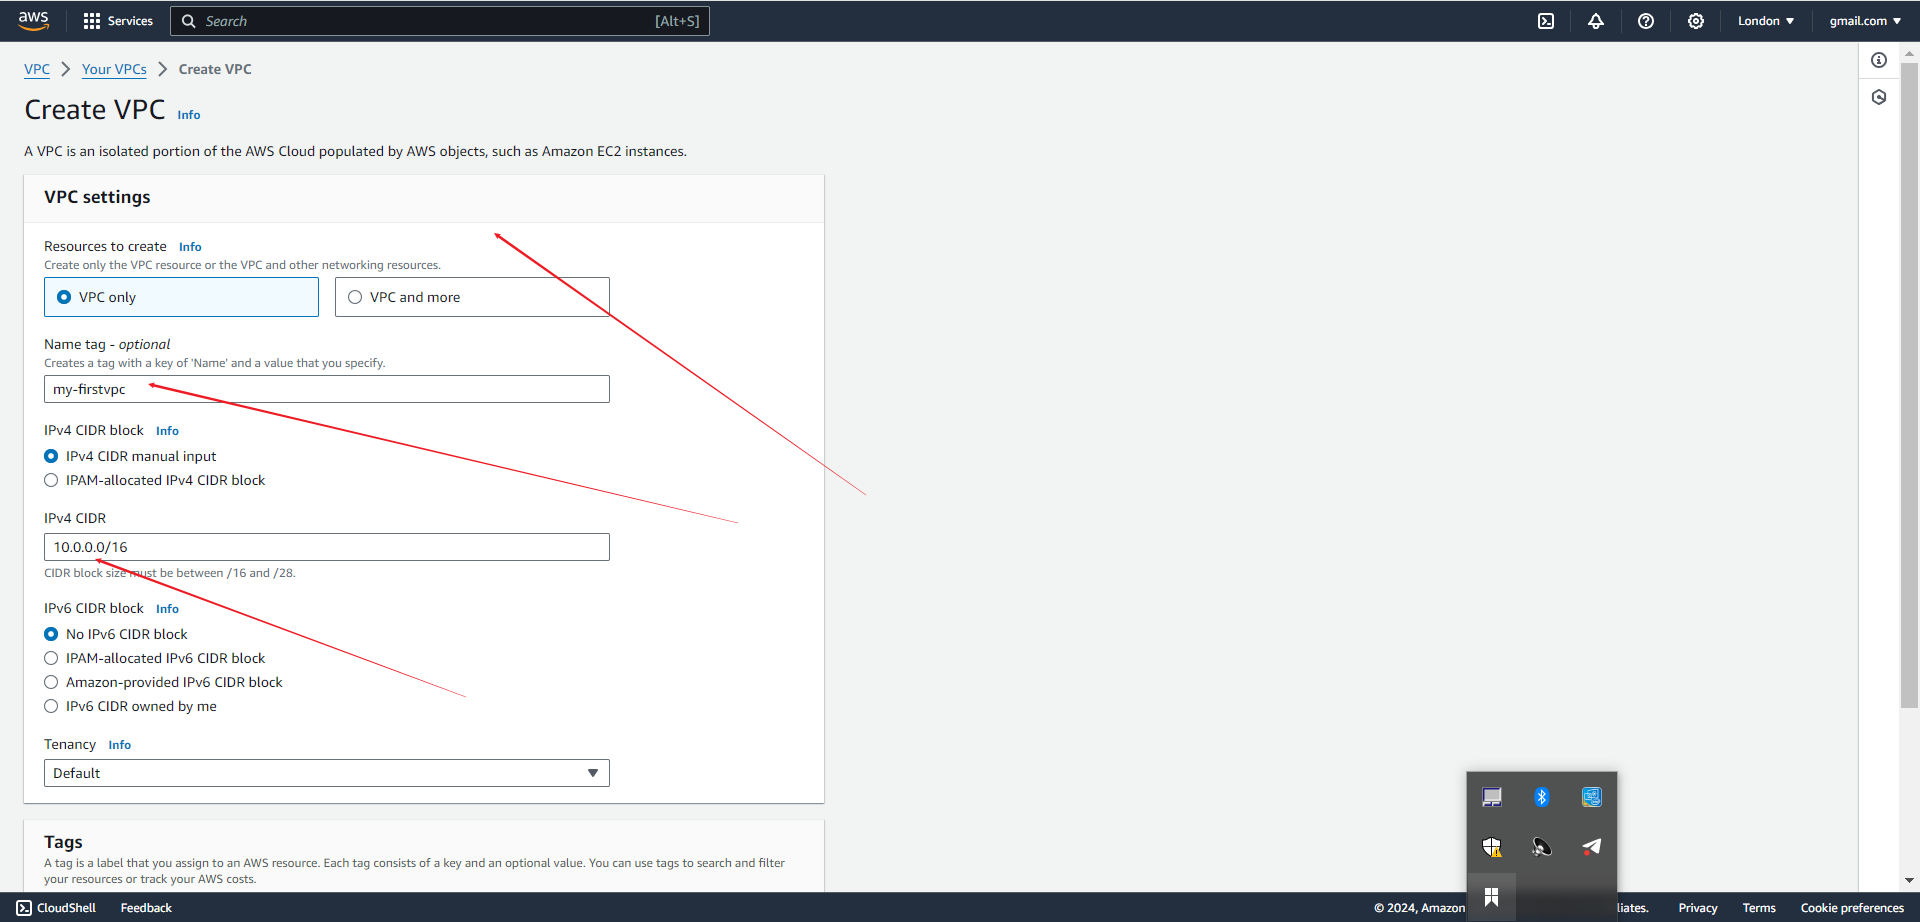 aws
Services
Search
[Alt+S]
London
gmail.com
VPC
Your VPCs
Create VPC
Create VPC Info
A VPC is an isolated portion of the AWS Cloud populated by AWS objects, such as Amazon EC2 instances.
VPC settings
Resources to create Info
Create only the VPC resource or the VPC and other networking resources.
VPC only
VPC and more
Name tag - optional
Creates a tag with a key of 'Name' and a value that you specify.
my-firstvpc
IPv4 CIDR block Info
IPv4 CIDR manual input
IPAM-allocated IPv4 CIDR block
IPv4 CIDR
10.0.0.0/16
CIDR block size must be between /16 and /28.
IPv6 CIDR block Info
No IPv6 CIDR block
IPAM-allocated IPv6 CIDR block
Amazon-provided IPv6 CIDR block
IPv6 CIDR owned by me
Tenancy Info
Default
Tags
A tag is a label that you assign to an AWS resource. Each tag consists of a key and an optional value. You can use tags to search and filter
your resources or track your AWS costs.
CloudShell
Feedback
© 2024, Amazon
liates.
Privacy
Terms
Cookie preferences